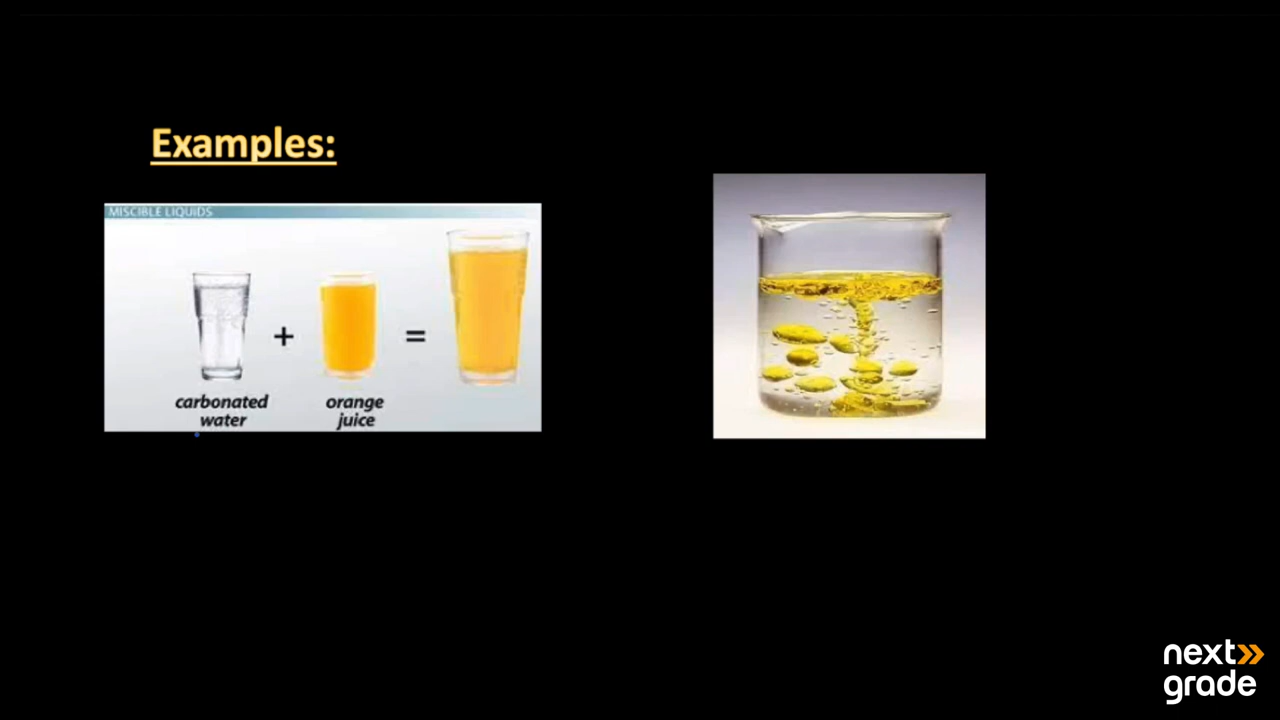 Examples:
MISCIBLE LIQUIDS
+
=
carbonated water
orange juice
next
grade